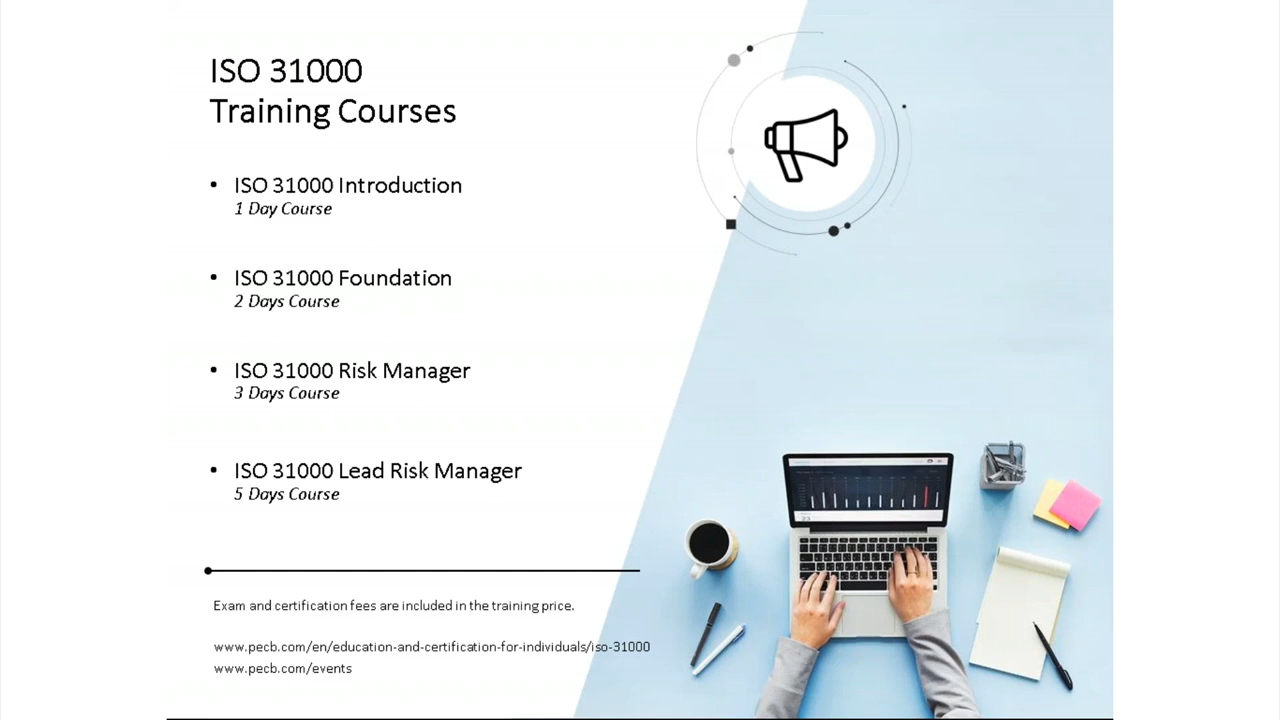 ISO 31000
Training Courses
• ISO 31000 Introduction
1 Day Course
• ISO 31000 Foundation
2 Days Course
• ISO 31000 Risk Manager
3 Days Course
• ISO 31000 Lead Risk Manager
5 Days Course
Exam and certification fees are included in the training price.
www.pecb.com/en/education-and-certification-for-individuals/iso-31000
www.pecb.com/events
23